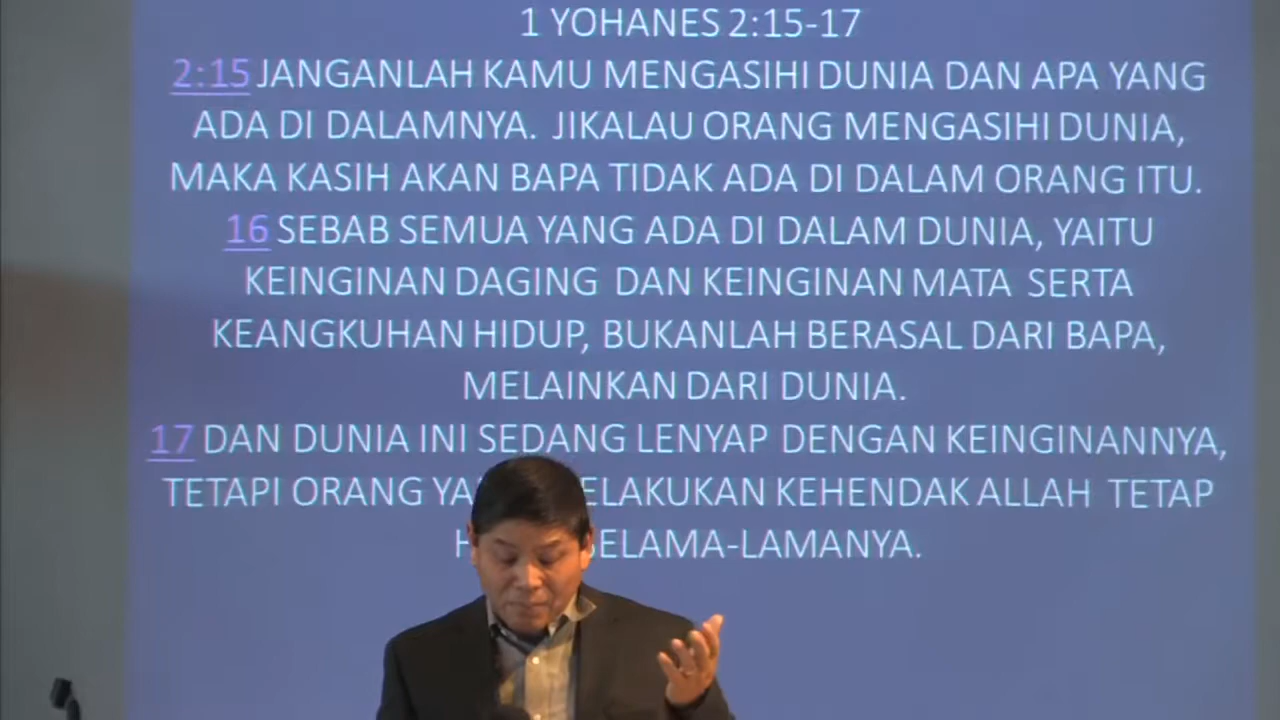 1 YOHANES 2:15-17
2:15 JANGANLAH KAMU MENGASIHI DUNIA DAN APA YANG
ADA DI DALAMNYA. JIKALAU ORANG MENGASIHI DUNIA,
MAKA KASIH AKAN BAPA TIDAK ADA DI DALAM ORANG ITU.
16 SEBAB SEMUA YANG ADA DI DALAM DUNIA, YAITU
KEINGINAN DAGING DAN KEINGINAN MATA SERTA
KEANGKUHAN HIDUP, BUKANLAH BERASAL DARI BAPA,
MELAINKAN DARI DUNIA.
17 DAN DUNIA INI SEDANG LENYAP DENGAN KEINGINANNYA,
TETAPI ORANG KEHENDAK ALLAH TETAP